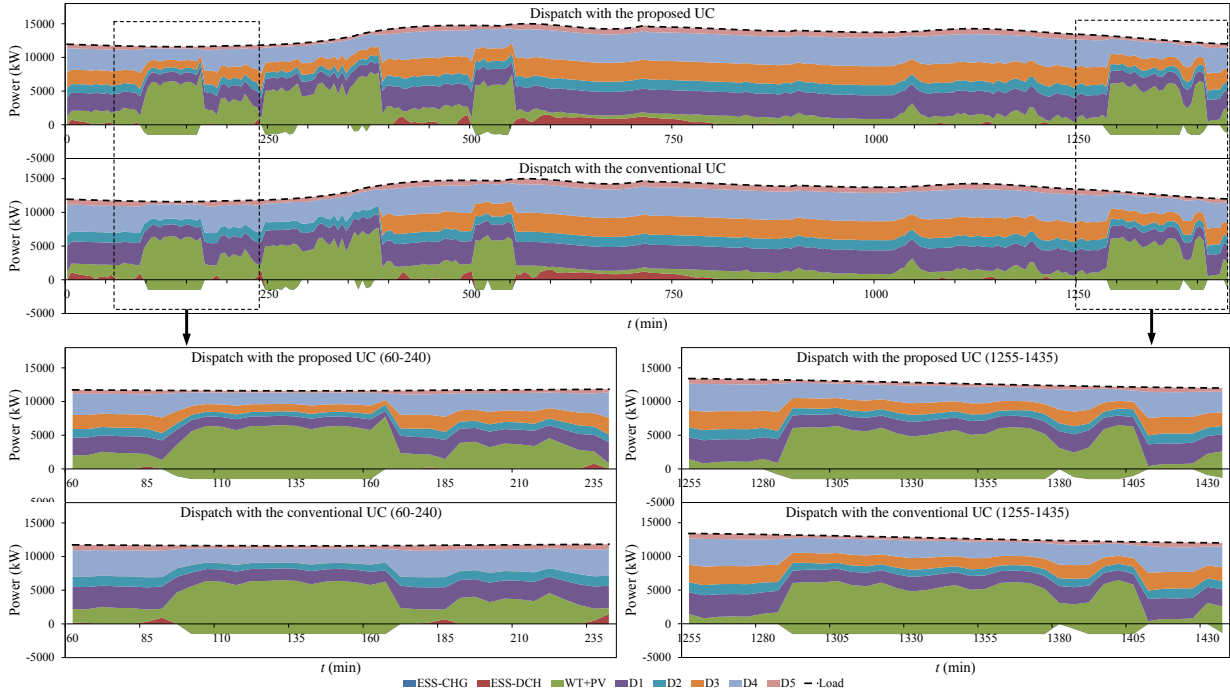 Dispatch with the proposed UC
Power (kW)
15000
10000
5000
0
-5000
0 250 500 750 1000 1250
Dispatch with the conventional UC
Power (kW)
15000
10000
5000
0
-5000
0 250 500 750 1000 1250
t (min)
Dispatch with the proposed UC (60-240)
Power (kW)
15000
10000
5000
0
-5000
60 85 110 135 160 185 210 235
Dispatch with the conventional UC (60-240)
Power (kW)
15000
10000
5000
0
-5000
60 85 110 135 160 185 210 235
t (min)
Dispatch with the proposed UC (1255-1435)
Power (kW)
15000
10000
5000
0
-5000
1255 1280 1305 1330 1355 1380 1405 1430
Dispatch with the conventional UC (1255-1435)
Power (kW)
15000
10000
5000
0
-5000
1255 1280 1305 1330 1355 1380 1405 1430
t (min)
ESS-CHG ESS-DCH WT+PV D1 D2 D3 D4 D5 Load